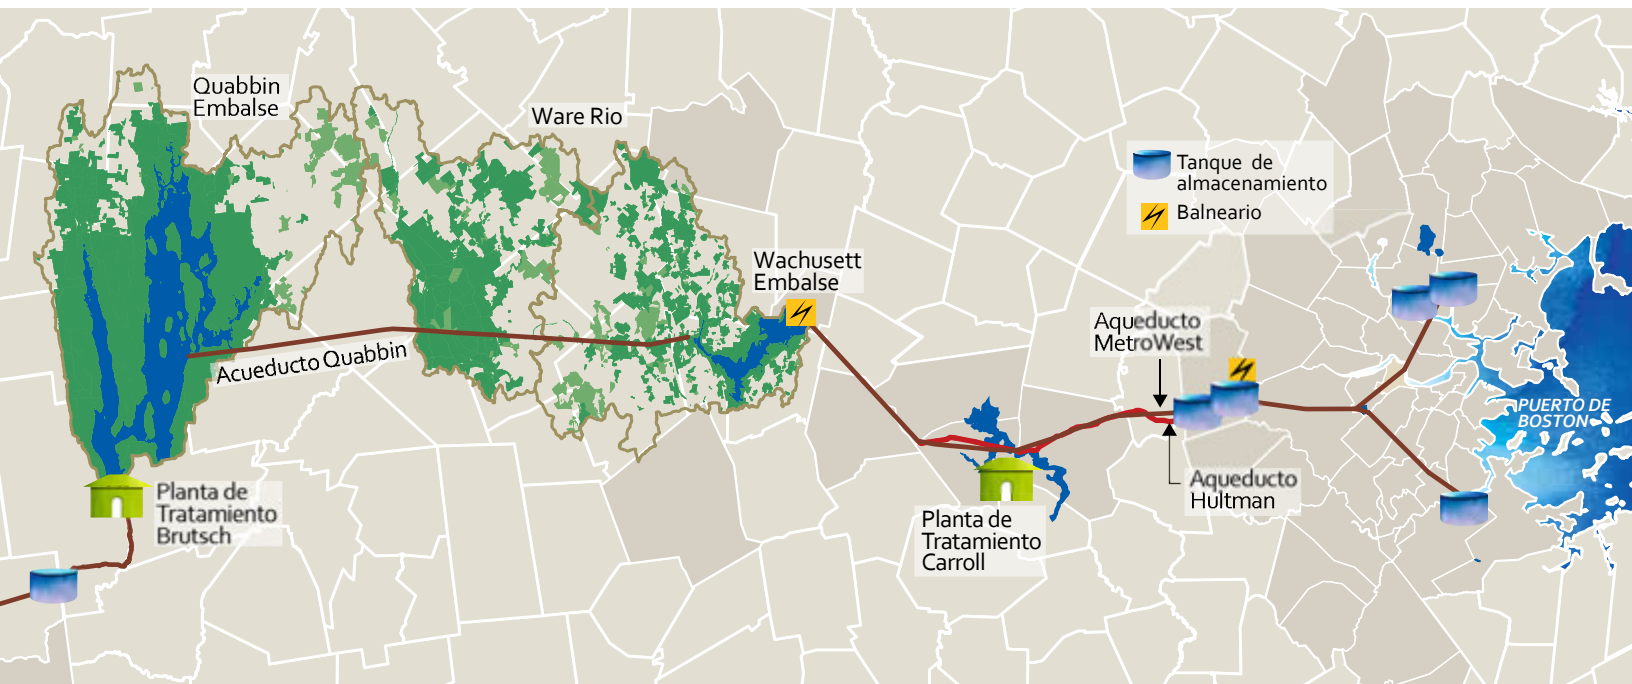 Quabbin
Embalse
Ware Rio
Tanque de
almacenamiento
Balneario
Wachusett
Embalse
Aqueducto
MetroWest
Acueducto Quabbin
PUERTO DE
BOSTON
Planta de
Tratamiento
Brutsch
Aqueducto
Hultman
Planta de
Tratamiento
Carroll